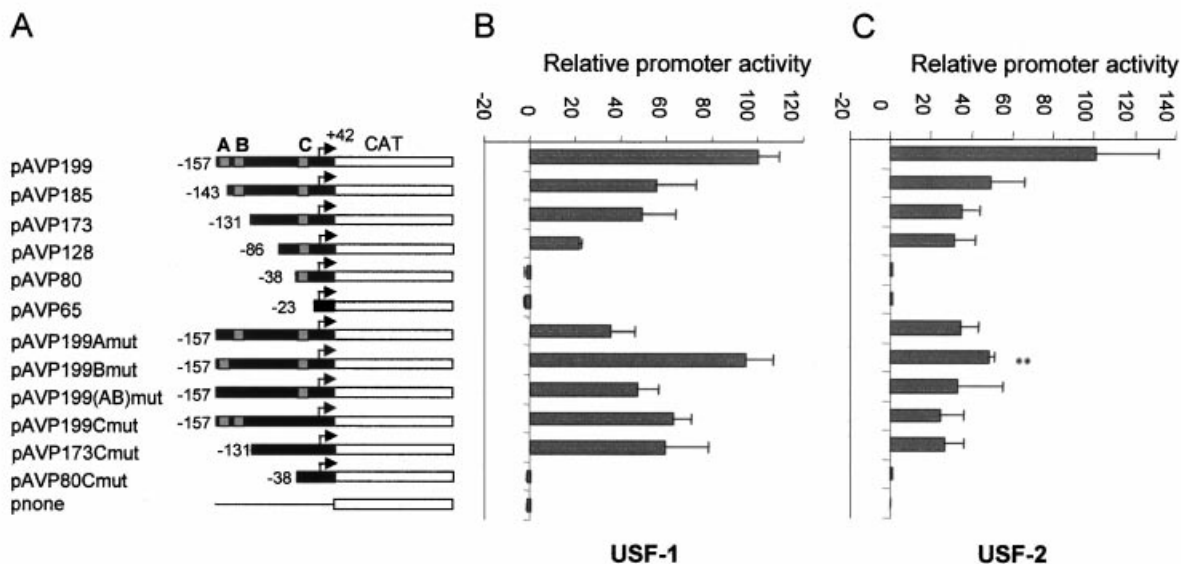 A
B
C
Relative promoter activity
-20
0
20
40
60
80
100
120
Relative promoter activity
-20
0
20
40
60
80
100
120
140
A B C +42 CAT
pAVP199 -157
pAVP185 -143
pAVP173 -131
pAVP128 -86
pAVP80 -38
pAVP65 -23
pAVP199Amut -157
pAVP199Bmut -157
**
pAVP199(AB)mut -157
pAVP199Cmut -157
pAVP173Cmut -131
pAVP80Cmut -38
pnone
USF-1
USF-2